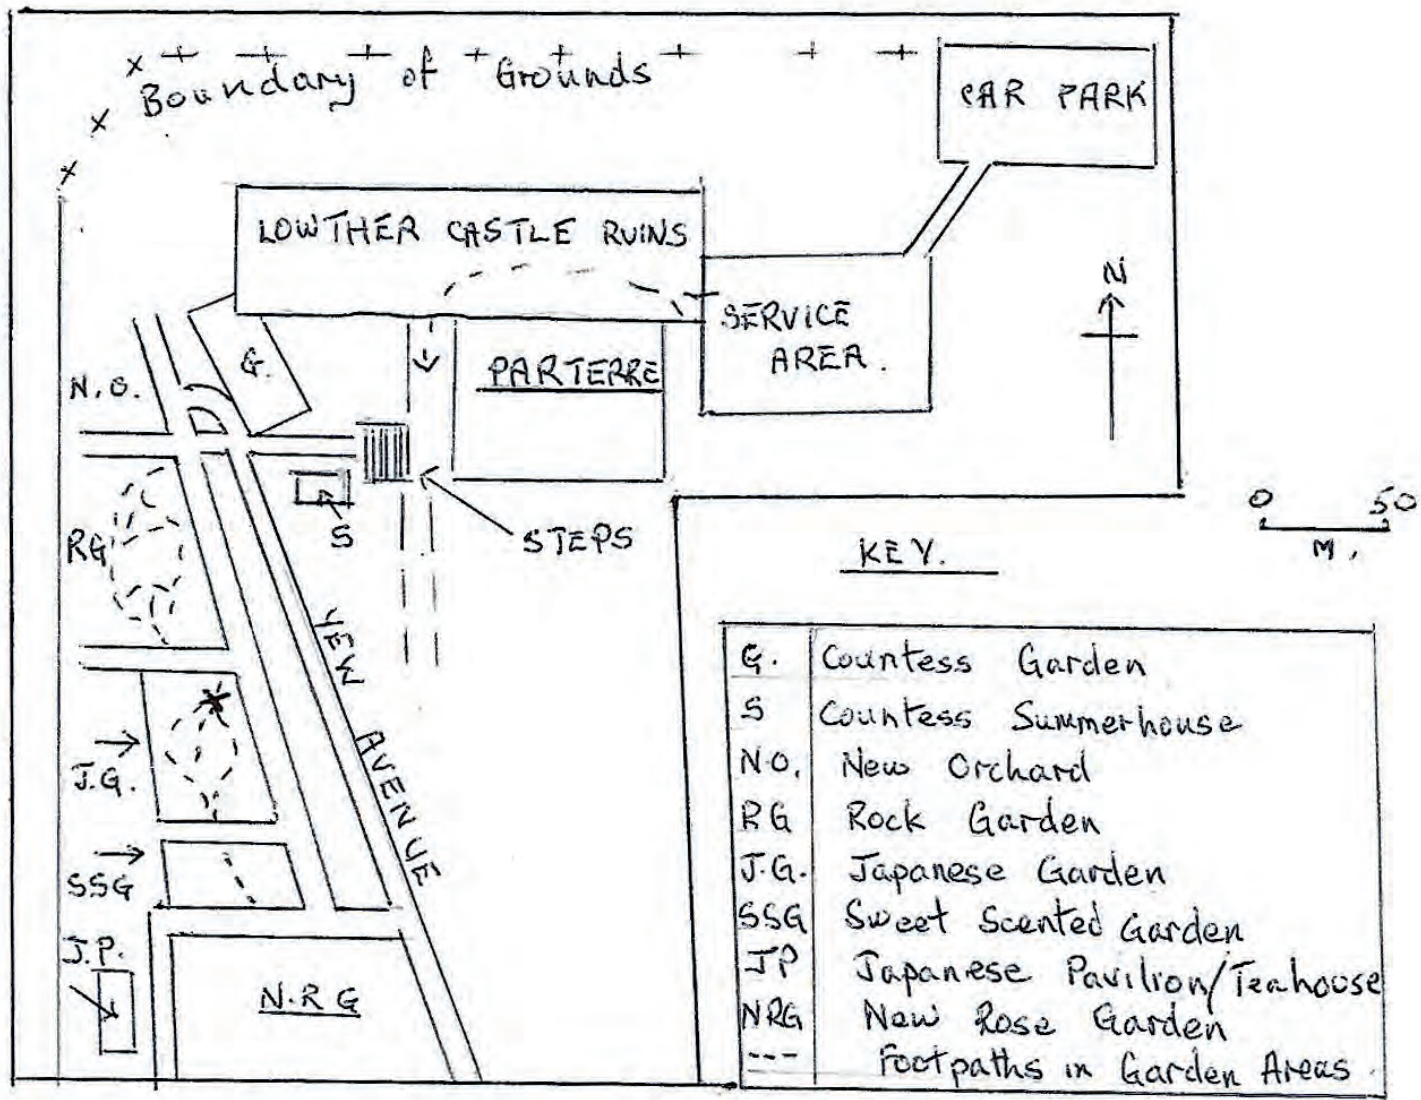 Boundary of Grounds
CAR PARK
LOWTHER CASTLE RUINS
N
SERVICE
AREA.
PARTERRE
G.
N.O.
0 50
M.
STEPS
S
RG
YEW AVENUE
J.G.
SSG
J.P.
N.R G
KEY.
G. Countess Garden
S Countess Summerhouse
N.O. New Orchard
RG Rock Garden
J.G. Japanese Garden
SSG Sweet Scented Garden
JP Japanese Pavilion/Teahouse
NRG New Rose Garden
--- Footpaths in Garden Areas.